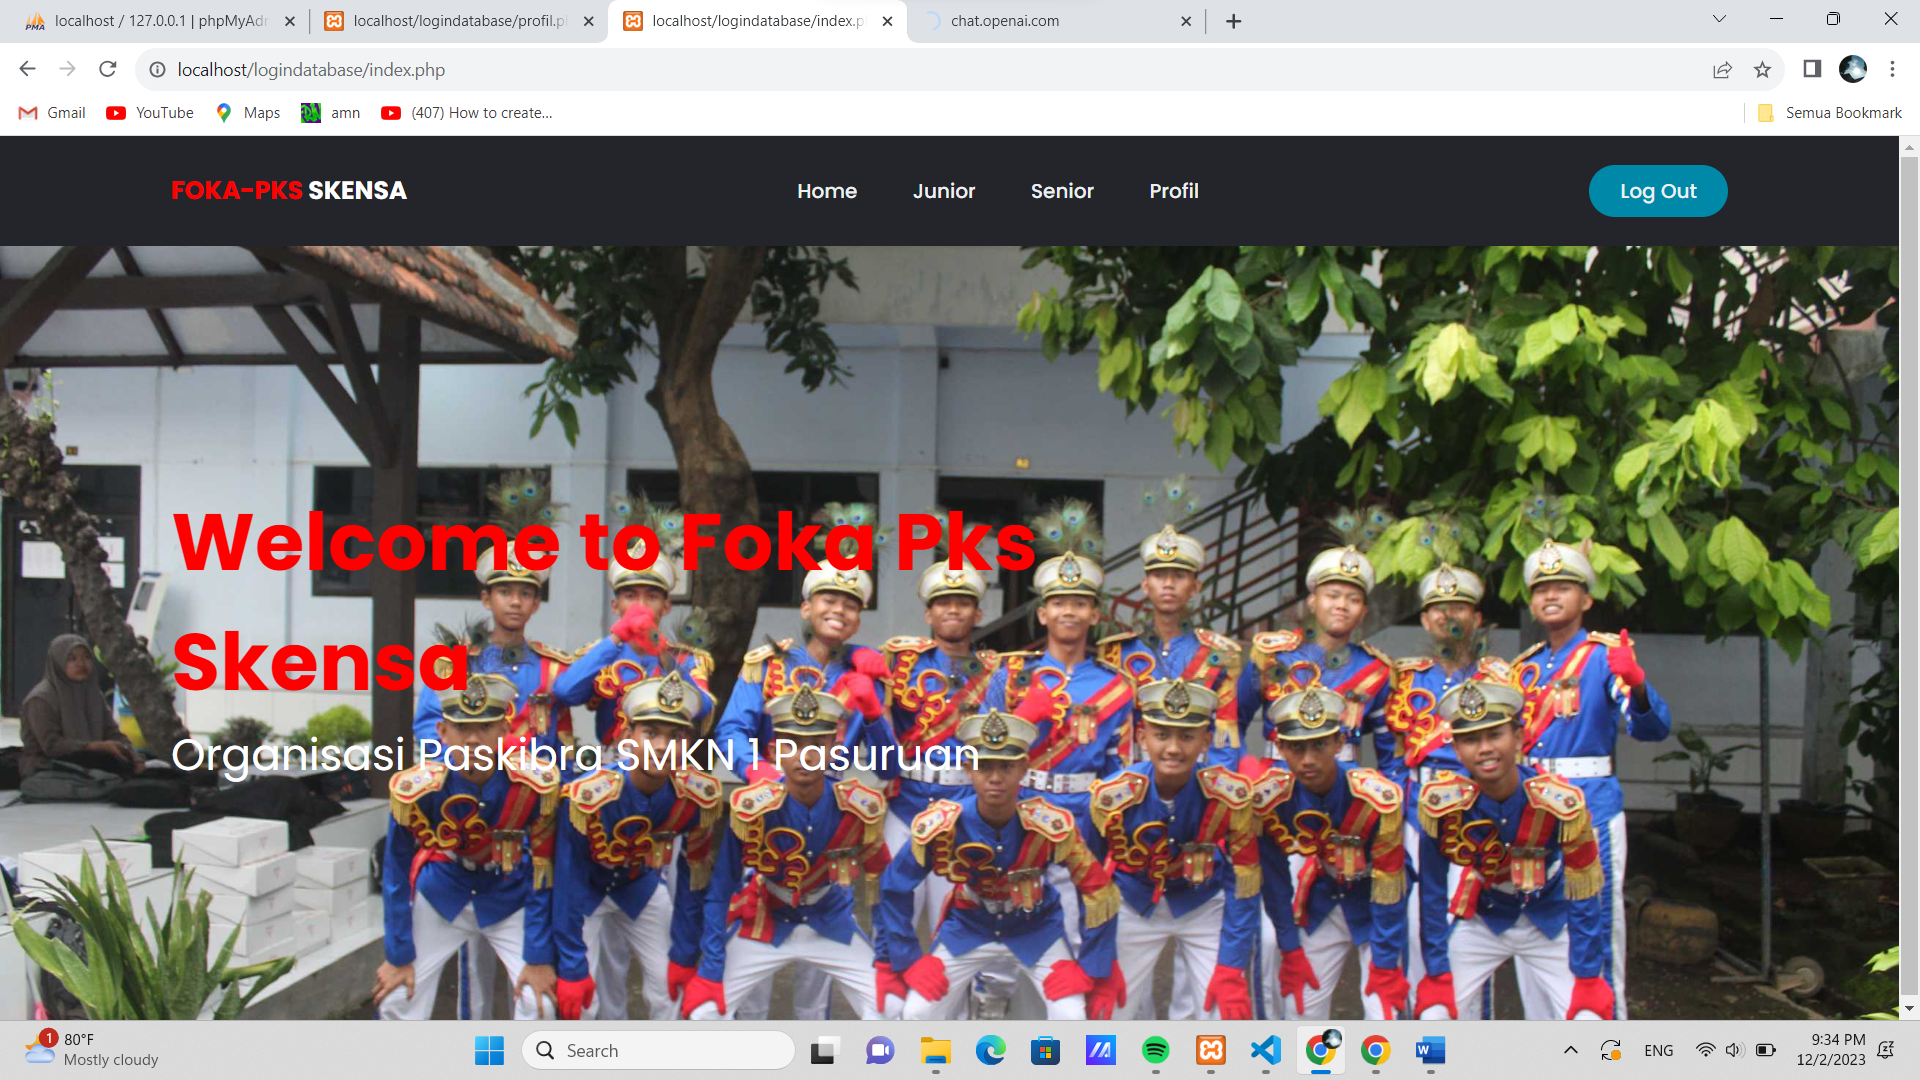 localhost / 127.0.0.1 | phpMyAdr
localhost/logindatabase/profil.p
localhost/logindatabase/index.p
chat.openai.com
localhost/logindatabase/index.php
Gmail
YouTube
Maps
amn
(407) How to create...
Semua Bookmark
FOKA-PKS SKENSA
Home
Junior
Senior
Profil
Log Out
Welcome to Foka Pks
Skensa
Organisasi Paskibra SMKN 1 Pasuruan
1
80°F
Mostly cloudy
Search
ENG
9:34 PM
12/2/2023